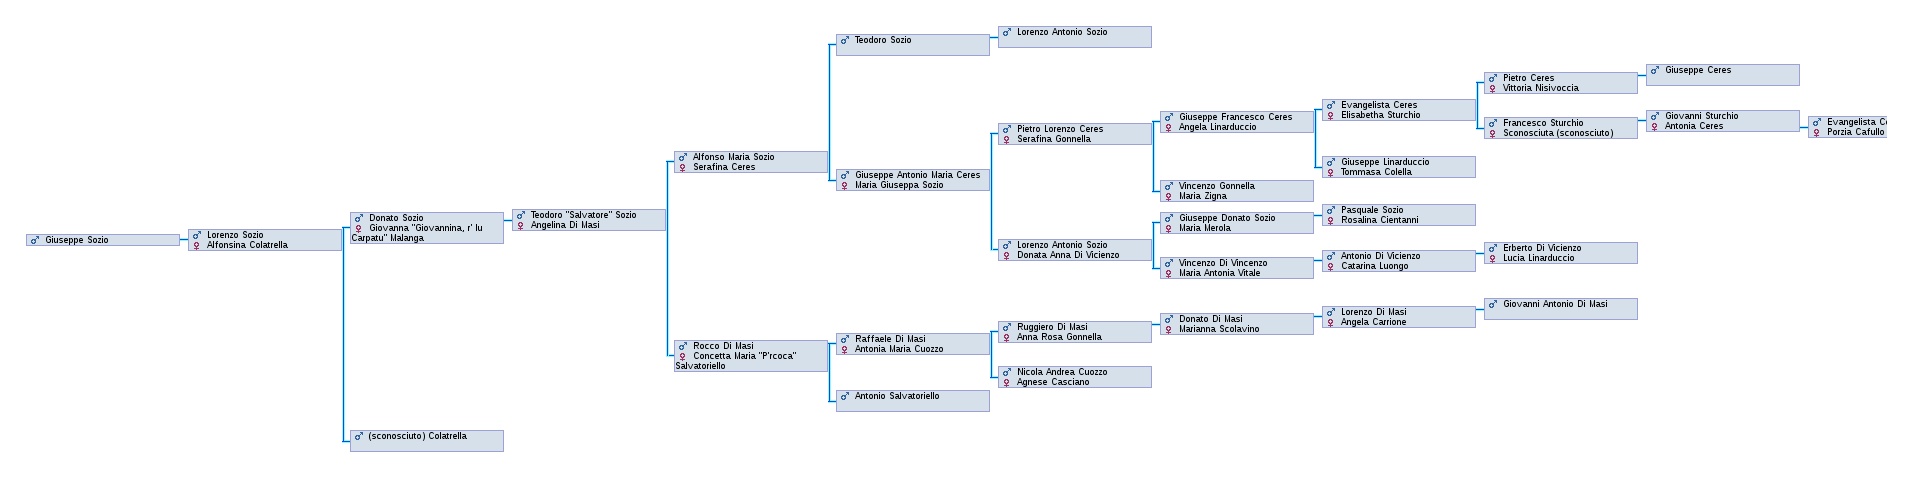 Giuseppe Sozio
Lorenzo Sozio
Alfonsina Colatrella
Donato Sozio
Giovanna "Giovannina, r' lu
Carpatu" Malanga
(sconosciuto) Colatrella
Teodoro "Salvatore" Sozio
Angelina Di Masi
Alfonso Maria Sozio
Serafina Ceres
Rocco Di Masi
Concetta Maria "P'rcoca"
Salvatoriello
Teodoro Sozio
Giuseppe Antonio Maria Ceres
Maria Giuseppa Sozio
Raffaele Di Masi
Antonia Maria Cuozzo
Antonio Salvatoriello
Lorenzo Antonio Sozio
Pietro Lorenzo Ceres
Serafina Gonnella
Lorenzo Antonio Sozio
Donata Anna Di Vicienzo
Ruggiero Di Masi
Anna Rosa Gonnella
Nicola Andrea Cuozzo
Agnese Casciano
Giuseppe Francesco Ceres
Angela Linarduccio
Vincenzo Gonnella
Maria Zigna
Giuseppe Donato Sozio
Maria Merola
Vincenzo Di Vincenzo
Maria Antonia Vitale
Donato Di Masi
Marianna Scolavino
Evangelista Ceres
Elisabetha Sturchio
Giuseppe Linarduccio
Tommasa Colella
Pasquale Sozio
Rosalina Cientanni
Antonio Di Vicienzo
Catarina Luongo
Lorenzo Di Masi
Angela Carrione
Pietro Ceres
Vittoria Nisivoccia
Francesco Sturchio
Sconosciuta (sconosciuto)
Erberto Di Vicienzo
Lucia Linarduccio
Giovanni Antonio Di Masi
Giuseppe Ceres
Giovanni Sturchio
Antonia Ceres
Evangelista
Porzia Cafullo